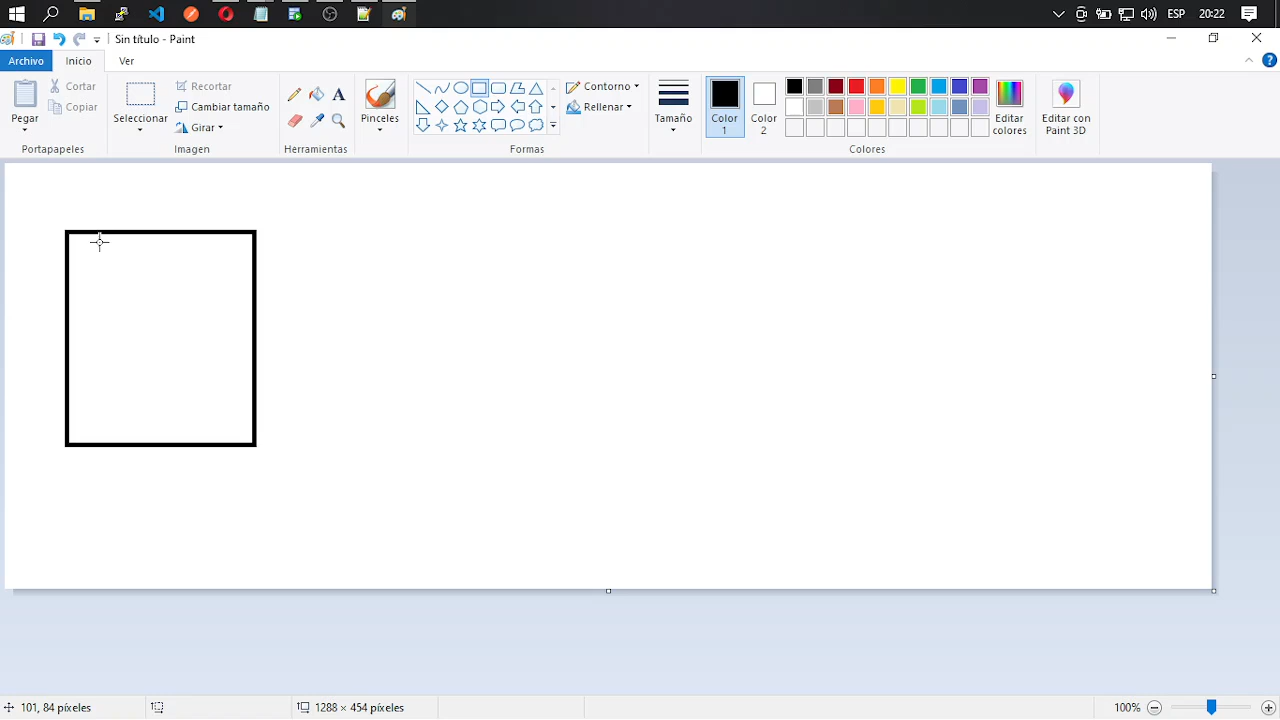 ESP 20:22
Sin título - Paint
Archivo Inicio Ver
Pegar
Cortar
Copiar
Portapapeles
Seleccionar
Recortar
Cambiar tamaño
Girar
Imagen
A
Herramientas
Pinceles
Contorno
Rellenar
Formas
Tamaño
Color
1
Color
2
Editar
colores
Colores
Editar con
Paint 3D
101, 84 píxeles
1288 × 454 píxeles
100%